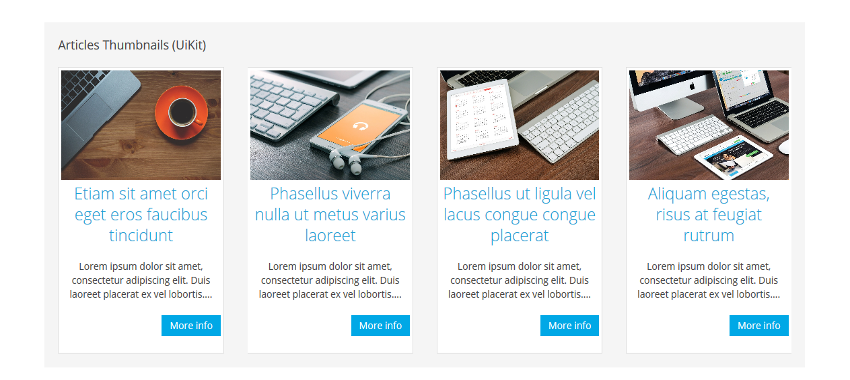 Articles Thumbnails (UiKit)
Etiam sit amet orci
eget eros faucibus
tincidunt
Lorem ipsum dolor sit amet,
consectetur adipiscing elit. Duis
laoreet placerat ex vel lobortis....
More info
Phasellus viverra
nulla ut metus varius
laoreet
Lorem ipsum dolor sit amet,
consectetur adipiscing elit. Duis
laoreet placerat ex vel lobortis....
More info
Phasellus ut ligula vel
lacus congue congue
placerat
Lorem ipsum dolor sit amet,
consectetur adipiscing elit. Duis
laoreet placerat ex vel lobortis....
More info
Aliquam egestas,
risus at feugiat
rutrum
Lorem ipsum dolor sit amet,
consectetur adipiscing elit. Duis
laoreet placerat ex vel lobortis....
More info